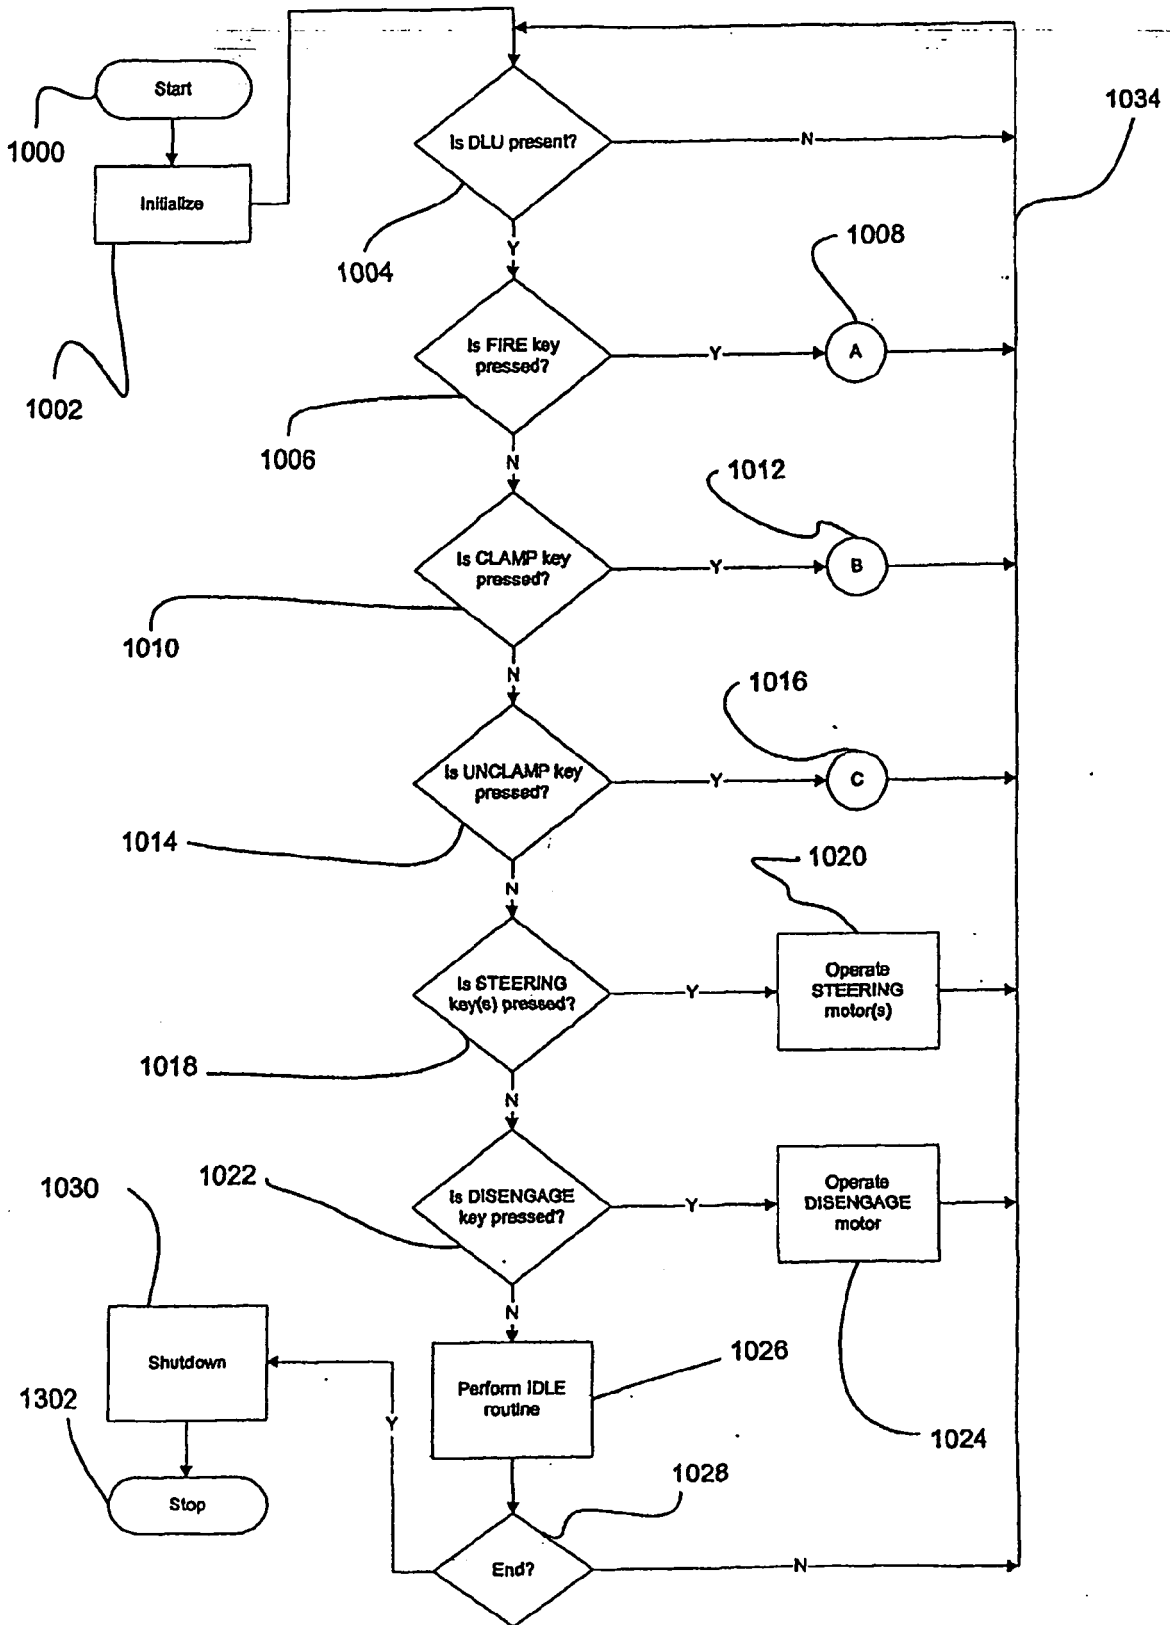 Start
1000
Initialize
1002
Is DLU present?
N
1034
1004
Y
Is FIRE key
pressed?
Y
1008
A
1006
N
Is CLAMP key
pressed?
Y
1012
B
1010
N
Is UNCLAMP key
pressed?
Y
1016
C
1014
N
Is STEERING
key(s) pressed?
Y
1020
Operate
STEERING
motor(s)
1018
N
Is DISENGAGE
key pressed?
1022
Y
Operate
DISENGAGE
motor
1024
N
1030
Shutdown
Perform IDLE
routine
1026
1302
Stop
Y
1028
End?
N